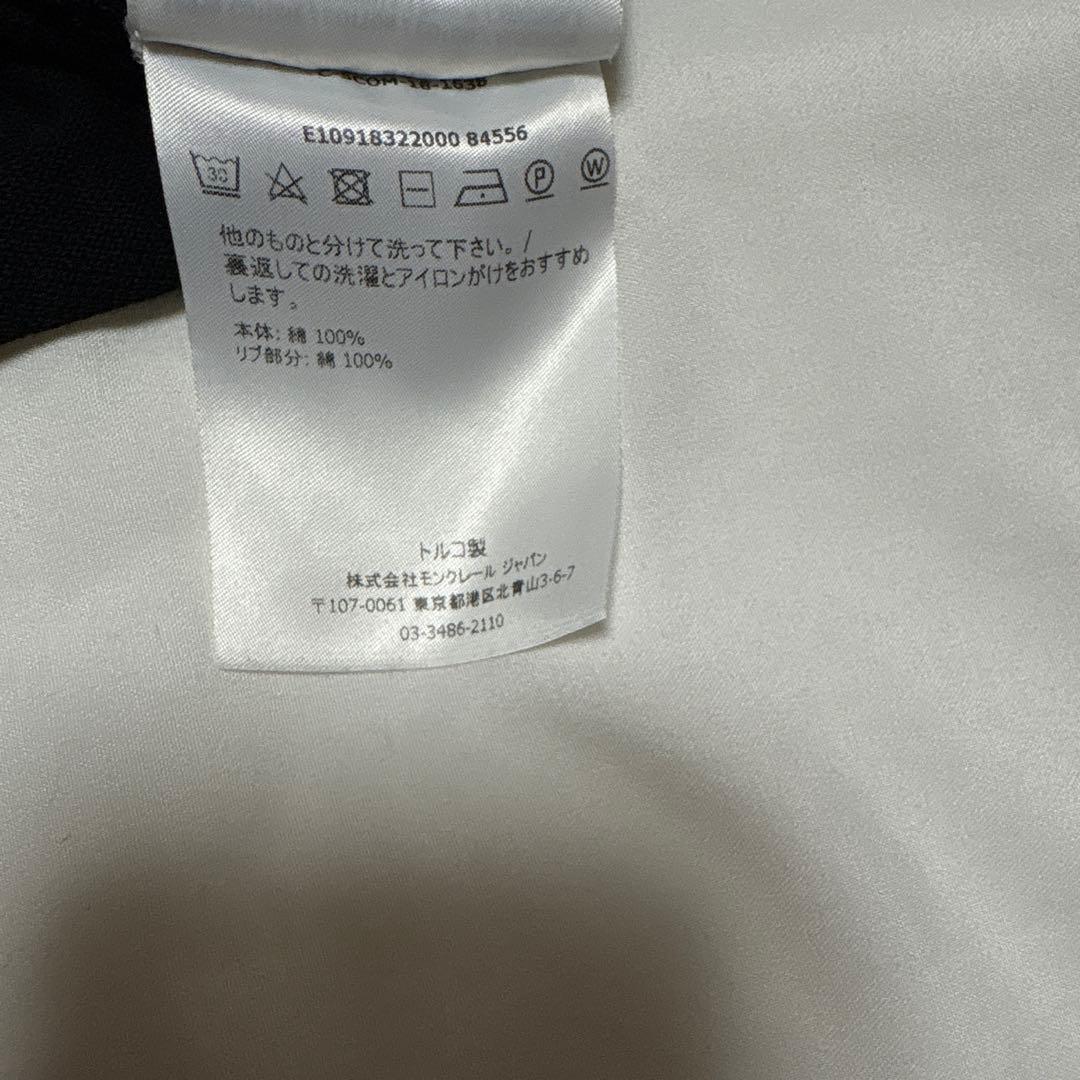 E10918322000 84556
30
P
W
他のものと分けて洗って下さい。/
裏返しての洗濯とアイロンがけをおすすめ
します。
本体: 綿 100%
リブ部分: 綿 100%
トルコ製
株式会社モンクレール ジャパン
〒107-0061 東京都港区北青山3-6-7
03-3486-2110